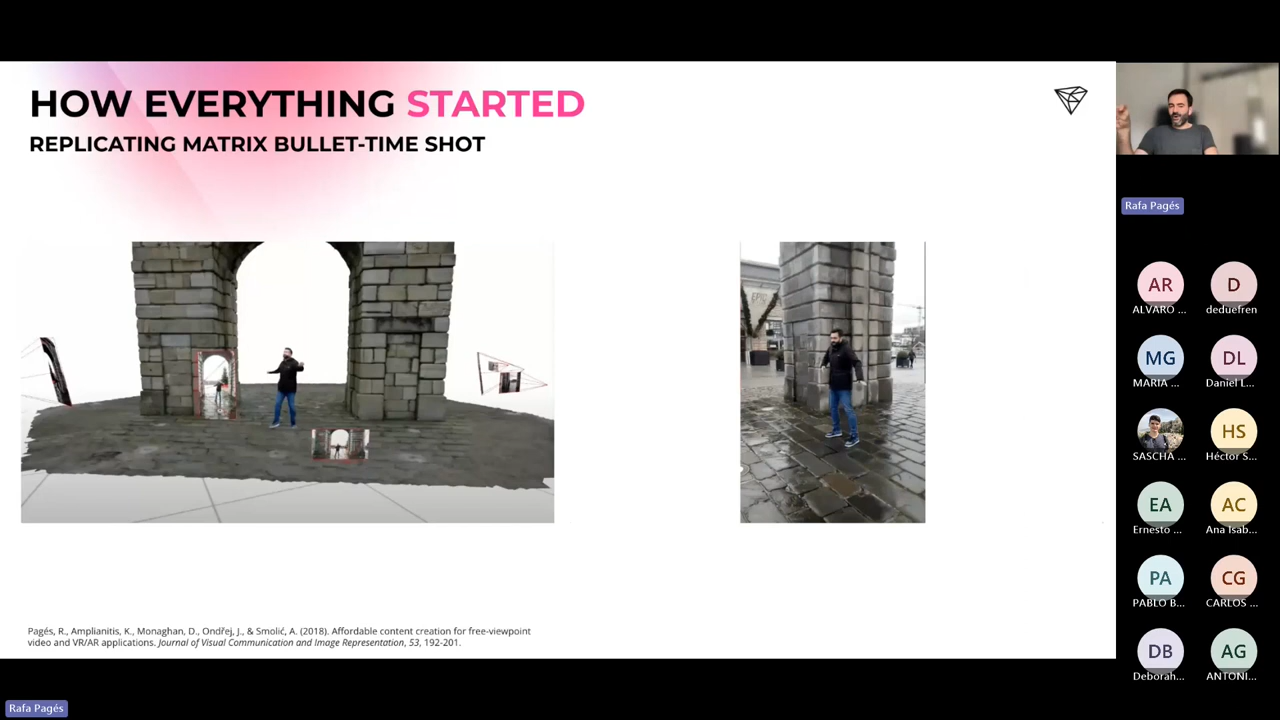 HOW EVERYTHING STARTED
REPLICATING MATRIX BULLET-TIME SHOT
EPIC
Pagés, R., Amplianitis, K., Monaghan, D., Ondřej, J., & Smolić, A. (2018). Affordable content creation for free-viewpoint
video and VR/AR applications. Journal of Visual Communication and Image Representation, 53, 192-201.
Rafa Pagés
AR
D
ALVARO ...
deduefren
MG
DL
MARIA ...
Daniel L...
HS
SASCHA ...
Héctor S...
EA
AC
Ernesto ...
Ana Isab...
PA
CG
PABLO B...
CARLOS ...
DB
AG
Deborah...
ANTONI...
Rafa Pagés